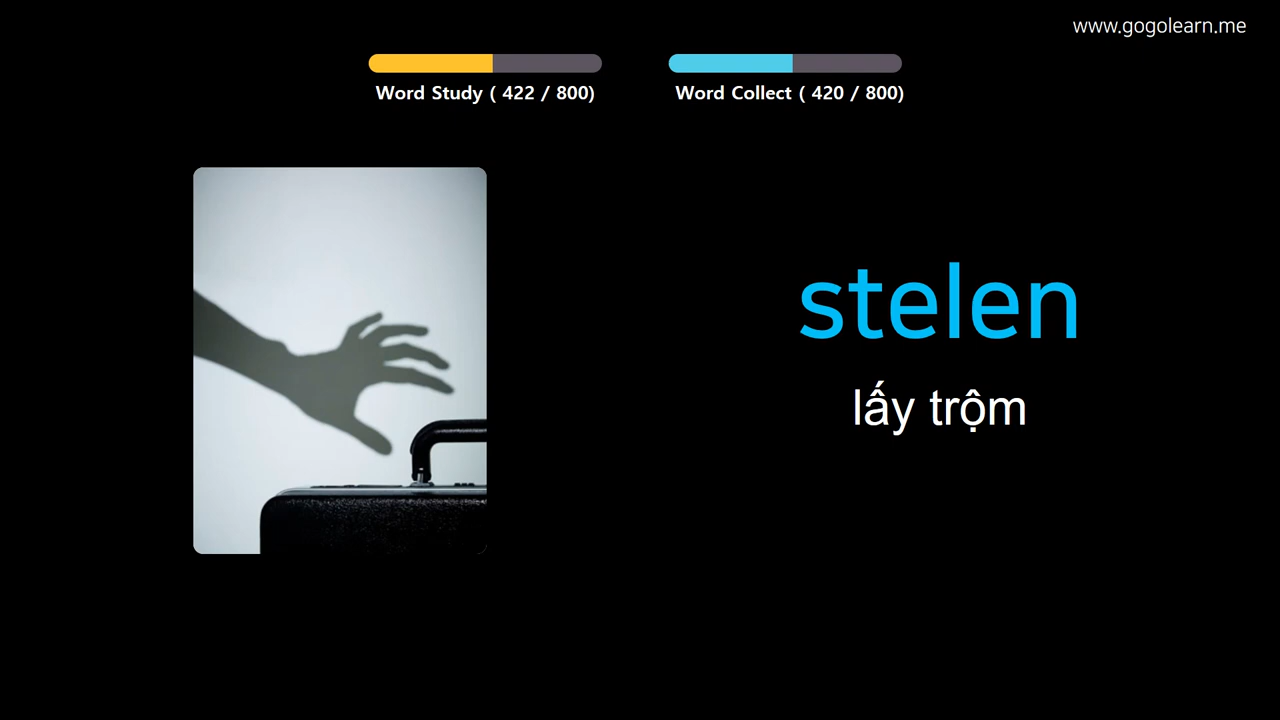 www.gogolearn.me
Word Study ( 422 / 800)
Word Collect ( 420 / 800)
stelen
lấy trộm